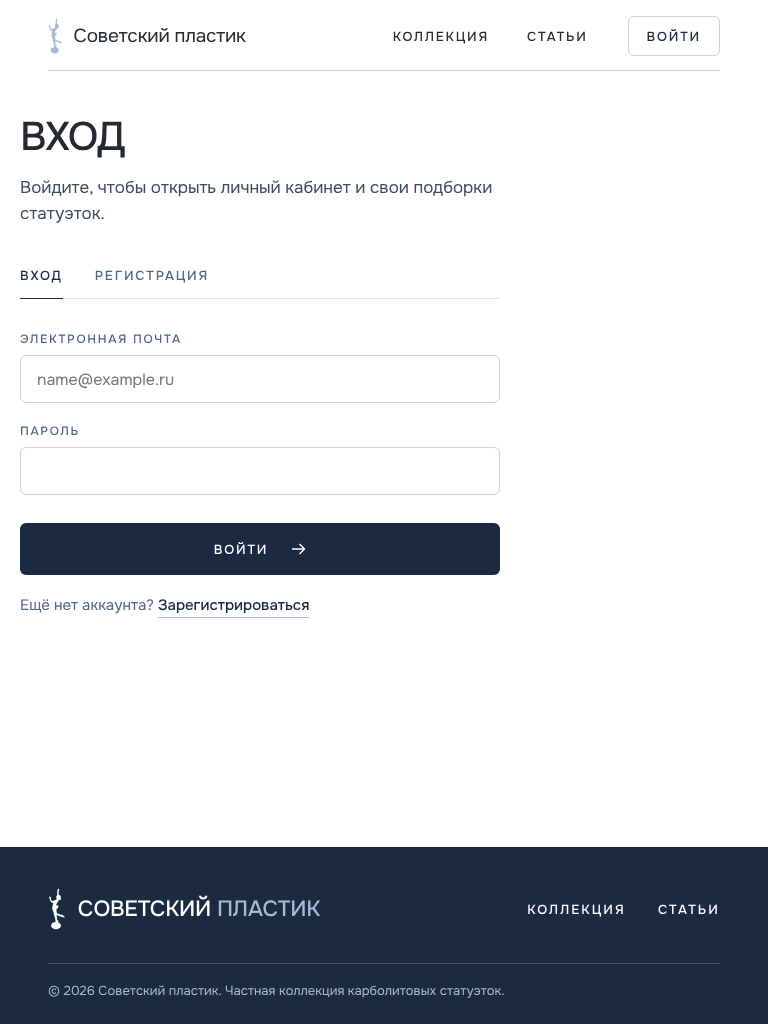 Советский пластик
КОЛЛЕКЦИЯ
СТАТЬИ
ВОЙТИ
ВХОД
Войдите, чтобы открыть личный кабинет и свои подборки
статуэток.
ВХОД
РЕГИСТРАЦИЯ
ЭЛЕКТРОННАЯ ПОЧТА
name@example.ru
ПАРОЛЬ
ВОЙТИ →
Ещё нет аккаунта? Зарегистрироваться
СОВЕТСКИЙ ПЛАСТИК
КОЛЛЕКЦИЯ
СТАТЬИ
© 2026 Советский пластик. Частная коллекция карболитовых статуэток.